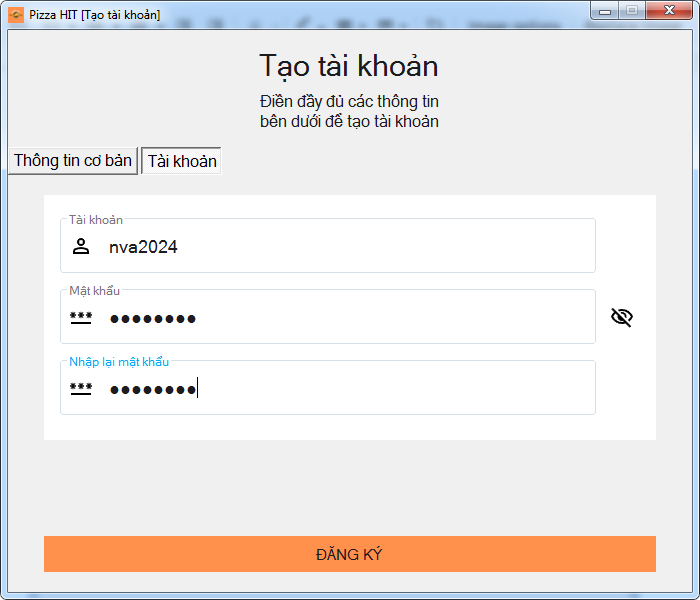 Pizza HIT [Tạo tài khoản]
Tạo tài khoản
Điền đầy đủ các thông tin
bên dưới để tạo tài khoản
Thông tin cơ bản
Tài khoản
Tài khoản
nva2024
Mật khẩu
●●●●●●●●
Nhập lại mật khẩu
●●●●●●●●
ĐĂNG KÝ